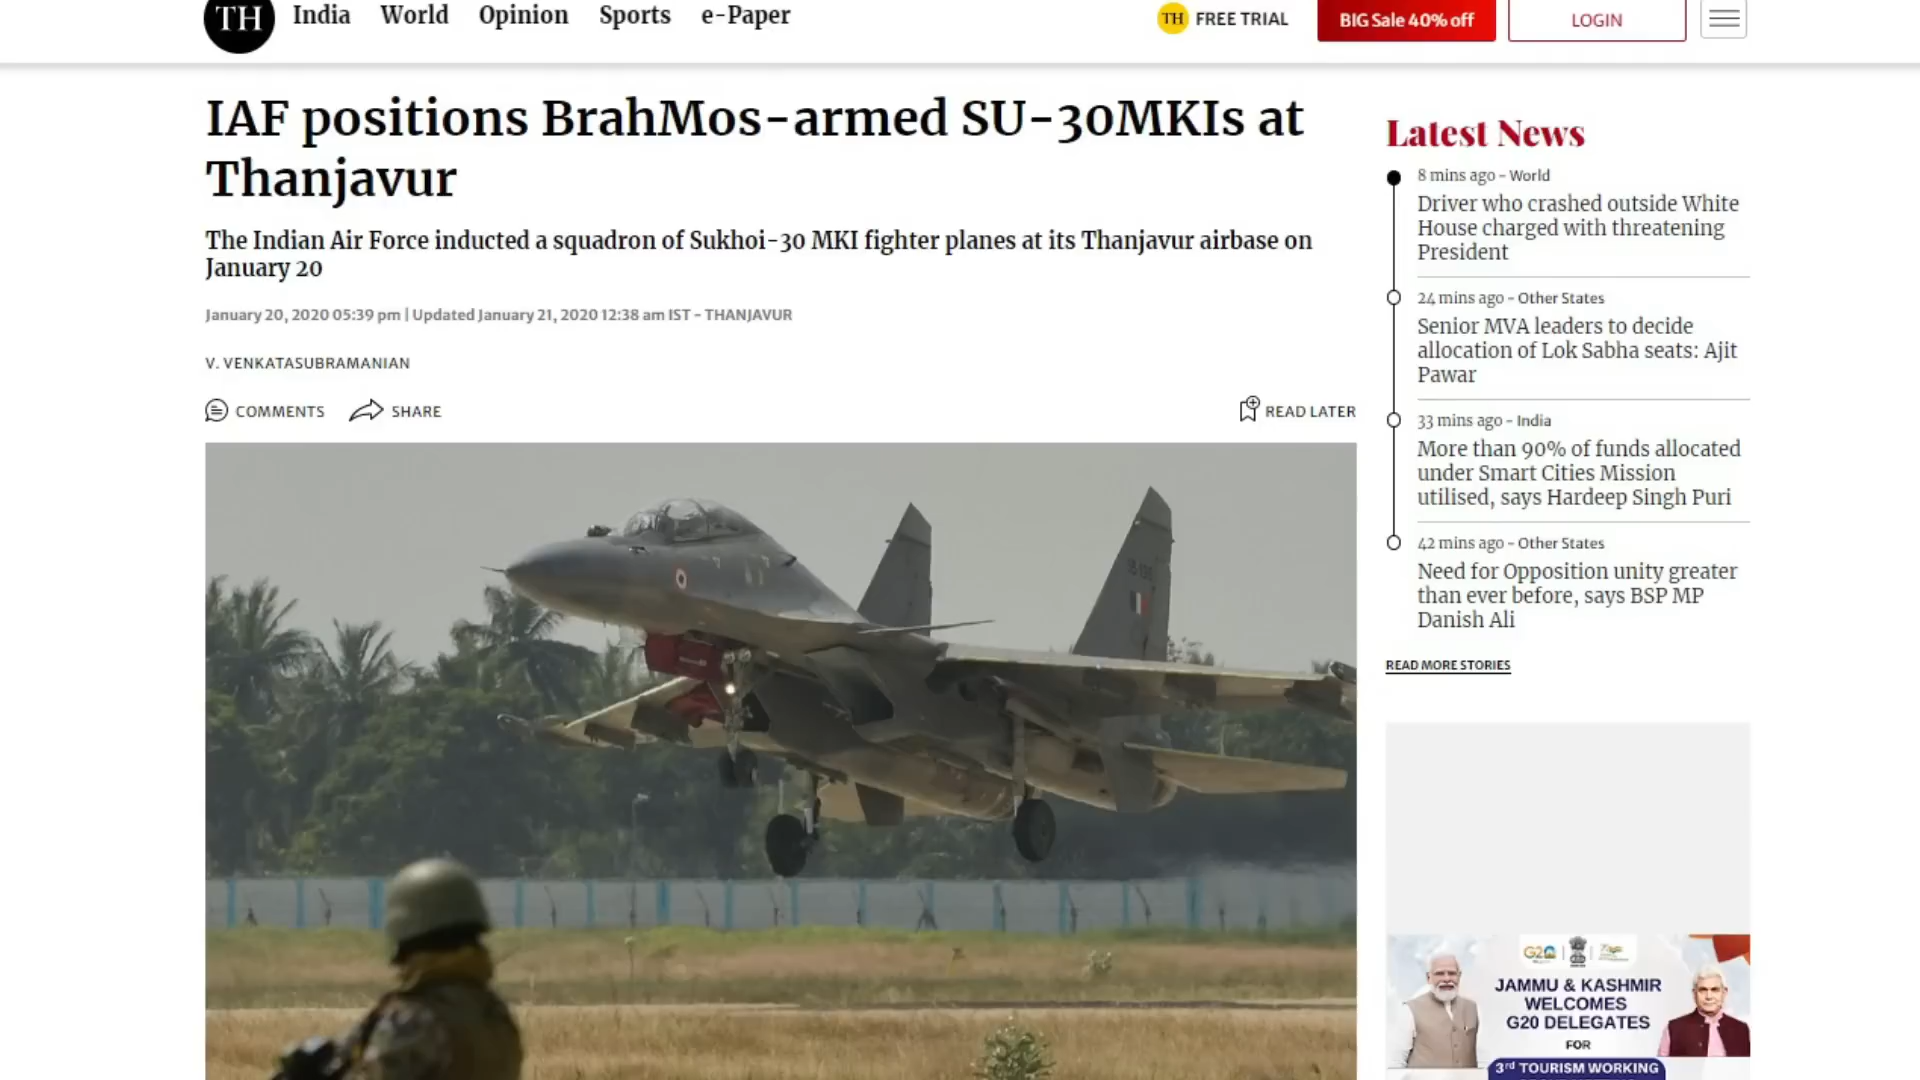 TH India World Opinion Sports e-Paper TH FREE TRIAL BIG Sale 40% off LOGIN
IAF positions BrahMos-armed SU-30MKIs at
Thanjavur
The Indian Air Force inducted a squadron of Sukhoi-30 MKI fighter planes at its Thanjavur airbase on
January 20
January 20, 2020 05:39 pm | Updated January 21, 2020 12:38 am IST - THANJAVUR
V. VENKATASUBRAMANIAN
COMMENTS SHARE READ LATER
Latest News
8 mins ago - World
Driver who crashed outside White
House charged with threatening
President
24 mins ago - Other States
Senior MVA leaders to decide
allocation of Lok Sabha seats: Ajit
Pawar
33 mins ago - India
More than 90% of funds allocated
under Smart Cities Mission
utilised, says Hardeep Singh Puri
42 mins ago - Other States
Need for Opposition unity greater
than ever before, says BSP MP
Danish Ali
READ MORE STORIES
G20
JAMMU & KASHMIR
WELCOMES
G20 DELEGATES
FOR
3rd TOURISM WORKING